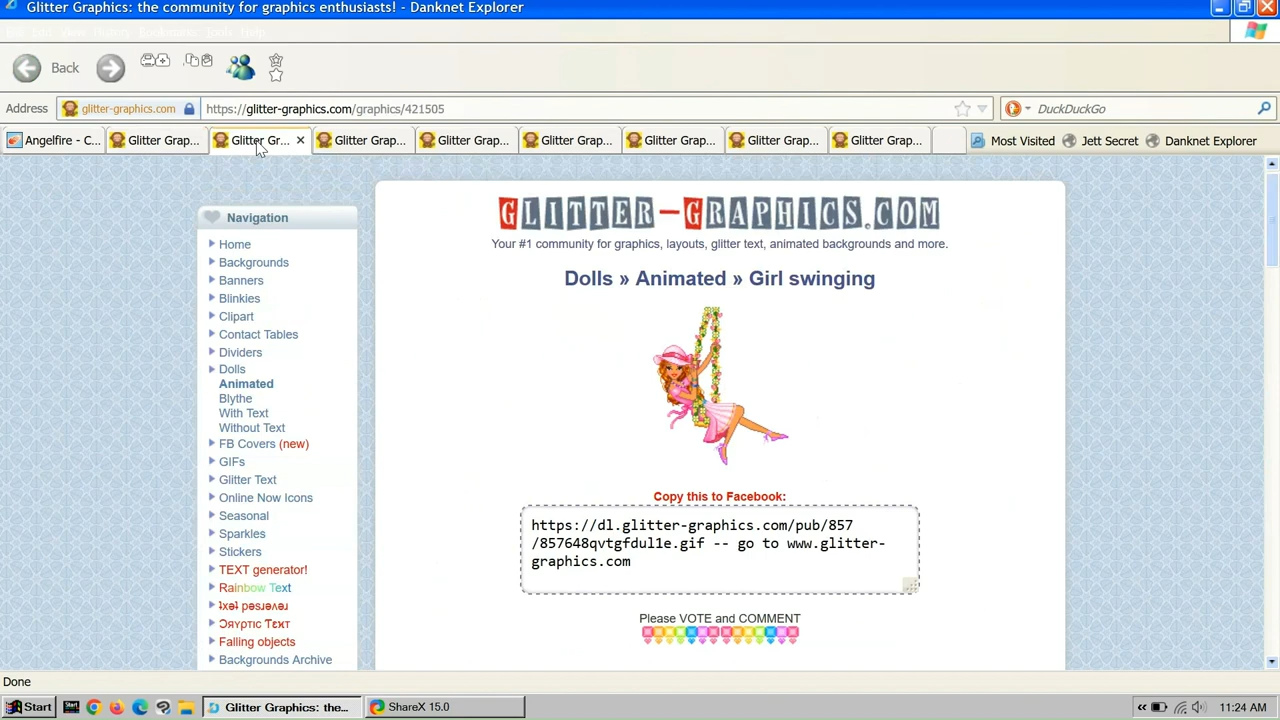 Glitter Graphics: the community for graphics enthusiasts! - Danknet Explorer
Back
Address glitter-graphics.com https://glitter-graphics.com/graphics/421505 DuckDuckGo
Angelfire - C... Glitter Grap... Glitter Gr... Glitter Grap... Glitter Grap... Glitter Grap... Glitter Grap... Glitter Grap... Glitter Grap... Most Visited Jett Secret Danknet Explorer
Navigation
Home
Backgrounds
Banners
Blinkies
Clipart
Contact Tables
Dividers
Dolls
Animated
Blythe
With Text
Without Text
FB Covers (new)
GIFs
Glitter Text
Online Now Icons
Seasonal
Sparkles
Stickers
TEXT generator!
Rainbow Text
Falling objects
Backgrounds Archive
GLITTER-GRAPHICS.COM
Your #1 community for graphics, layouts, glitter text, animated backgrounds and more.
Dolls » Animated » Girl swinging
Copy this to Facebook:
https://dl.glitter-graphics.com/pub/857
/857648qvtgfdul1e.gif -- go to www.glitter-
graphics.com
Please VOTE and COMMENT
Done
Start Start Glitter Graphics: the... ShareX 15.0 11:24 AM